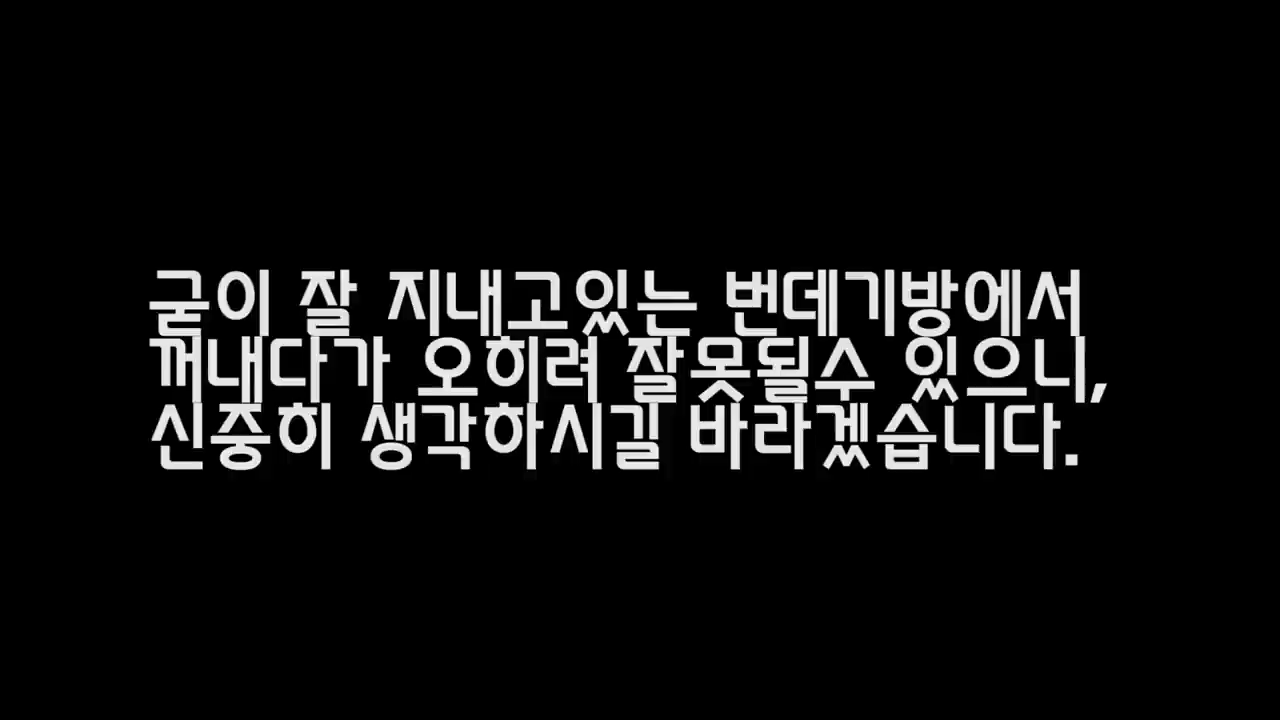 굳이 잘 지내고있는 번데기방에서
꺼내다가 오히려 잘못될수 있으니,
신중히 생각하시길 바라겠습니다.